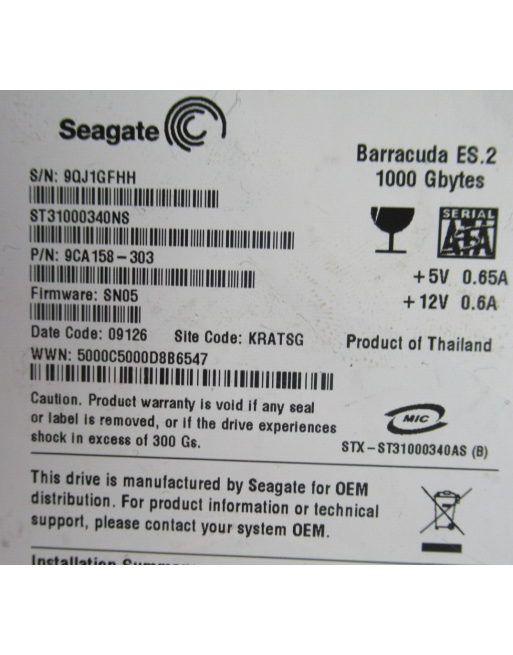 Seagate
Barracuda ES.2
1000 Gbytes
S/N: 9QJ1GFHH
ST31000340NS
SERIAL
ATA
P/N: 9CA158-303
+5V 0.65A
Firmware: SN05
+12V 0.6A
Date Code: 09126 Site Code: KRATSG
Product of Thailand
WWN: 5000C5000D8B6547
Caution. Product warranty is void if any seal
or label is removed, or if the drive experiences
shock in excess of 300 Gs.
MIC
STX-ST31000340AS (B)
This drive is manufactured by Seagate for OEM
distribution. For product information or technical
support, please contact your system OEM.
Installation